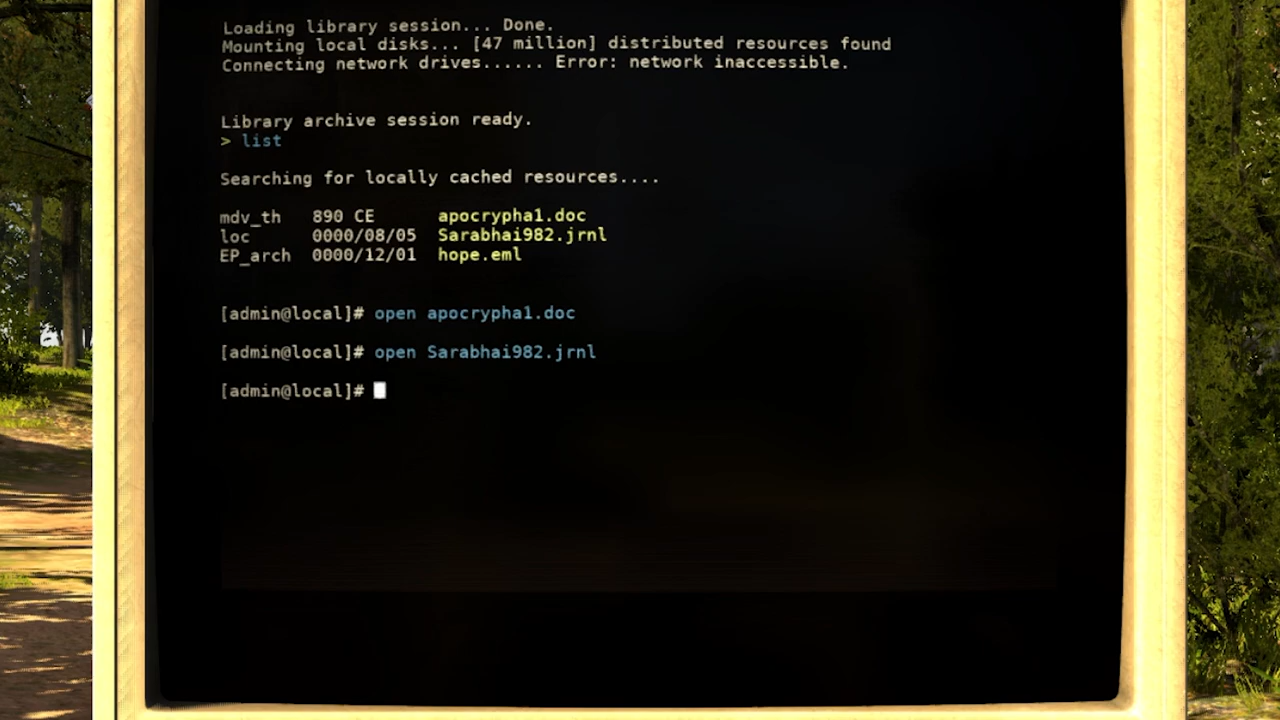 Loading library session... Done.
Mounting local disks... [47 million] distributed resources found
Connecting network drives...... Error: network inaccessible.
Library archive session ready.
> list
Searching for locally cached resources....
mdv_th 890 CE apocrypha1.doc
loc 0000/08/05 Sarabhai982.jrnl
EP_arch 0000/12/01 hope.eml
[admin@local]# open apocrypha1.doc
[admin@local]# open Sarabhai982.jrnl
[admin@local]#